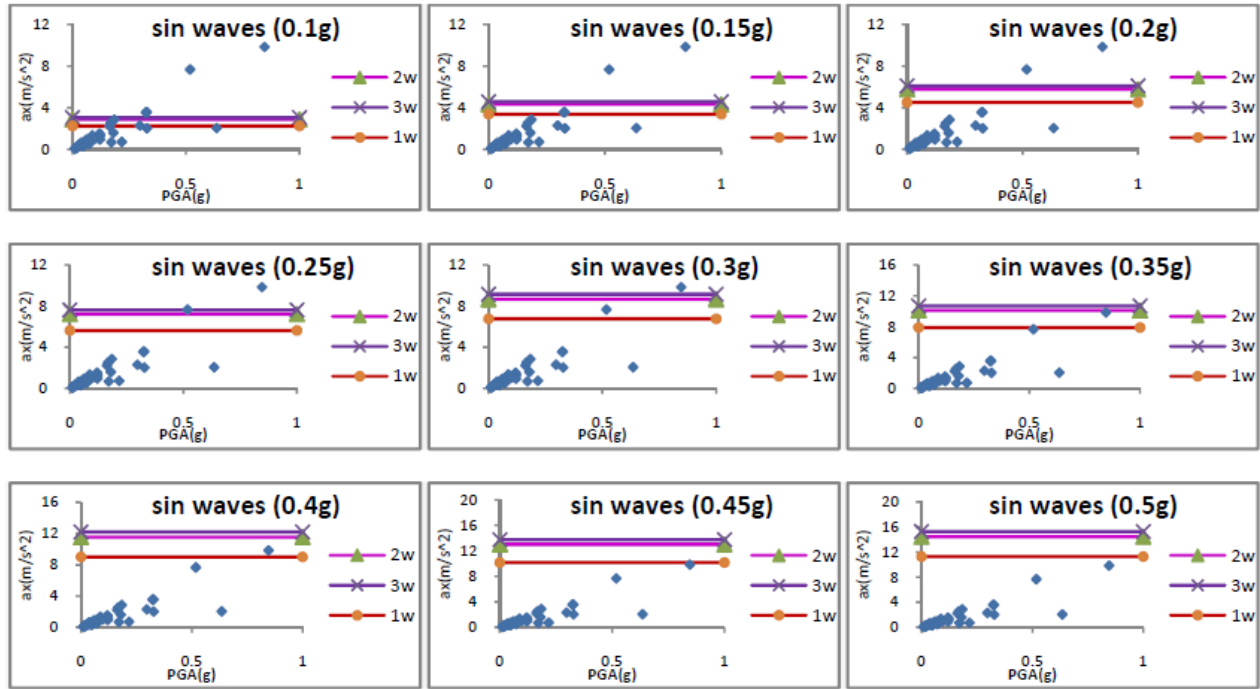 sin waves (0.1g)
12
8
4
0
ax(m/s^2)
0
0.5
1
PGA(g)
2w
3w
1w
sin waves (0.15g)
12
8
4
0
ax(m/s^2)
0
0.5
1
PGA(g)
2w
3w
1w
sin waves (0.2g)
12
8
4
0
ax(m/s^2)
0
0.5
1
PGA(g)
2w
3w
1w
sin waves (0.25g)
12
8
4
0
ax(m/s^2)
0
0.5
1
PGA(g)
2w
3w
1w
sin waves (0.3g)
12
8
4
0
ax(m/s^2)
0
0.5
1
PGA(g)
2w
3w
1w
sin waves (0.35g)
16
12
8
4
0
ax(m/s^2)
0
0.5
1
PGA(g)
2w
3w
1w
sin waves (0.4g)
16
12
8
4
0
ax(m/s^2)
0
0.5
1
PGA(g)
2w
3w
1w
sin waves (0.45g)
20
16
12
8
4
0
ax(m/s^2)
0
0.5
1
PGA(g)
2w
3w
1w
sin waves (0.5g)
20
16
12
8
4
0
ax(m/s^2)
0
0.5
1
PGA(g)
2w
3w
1w